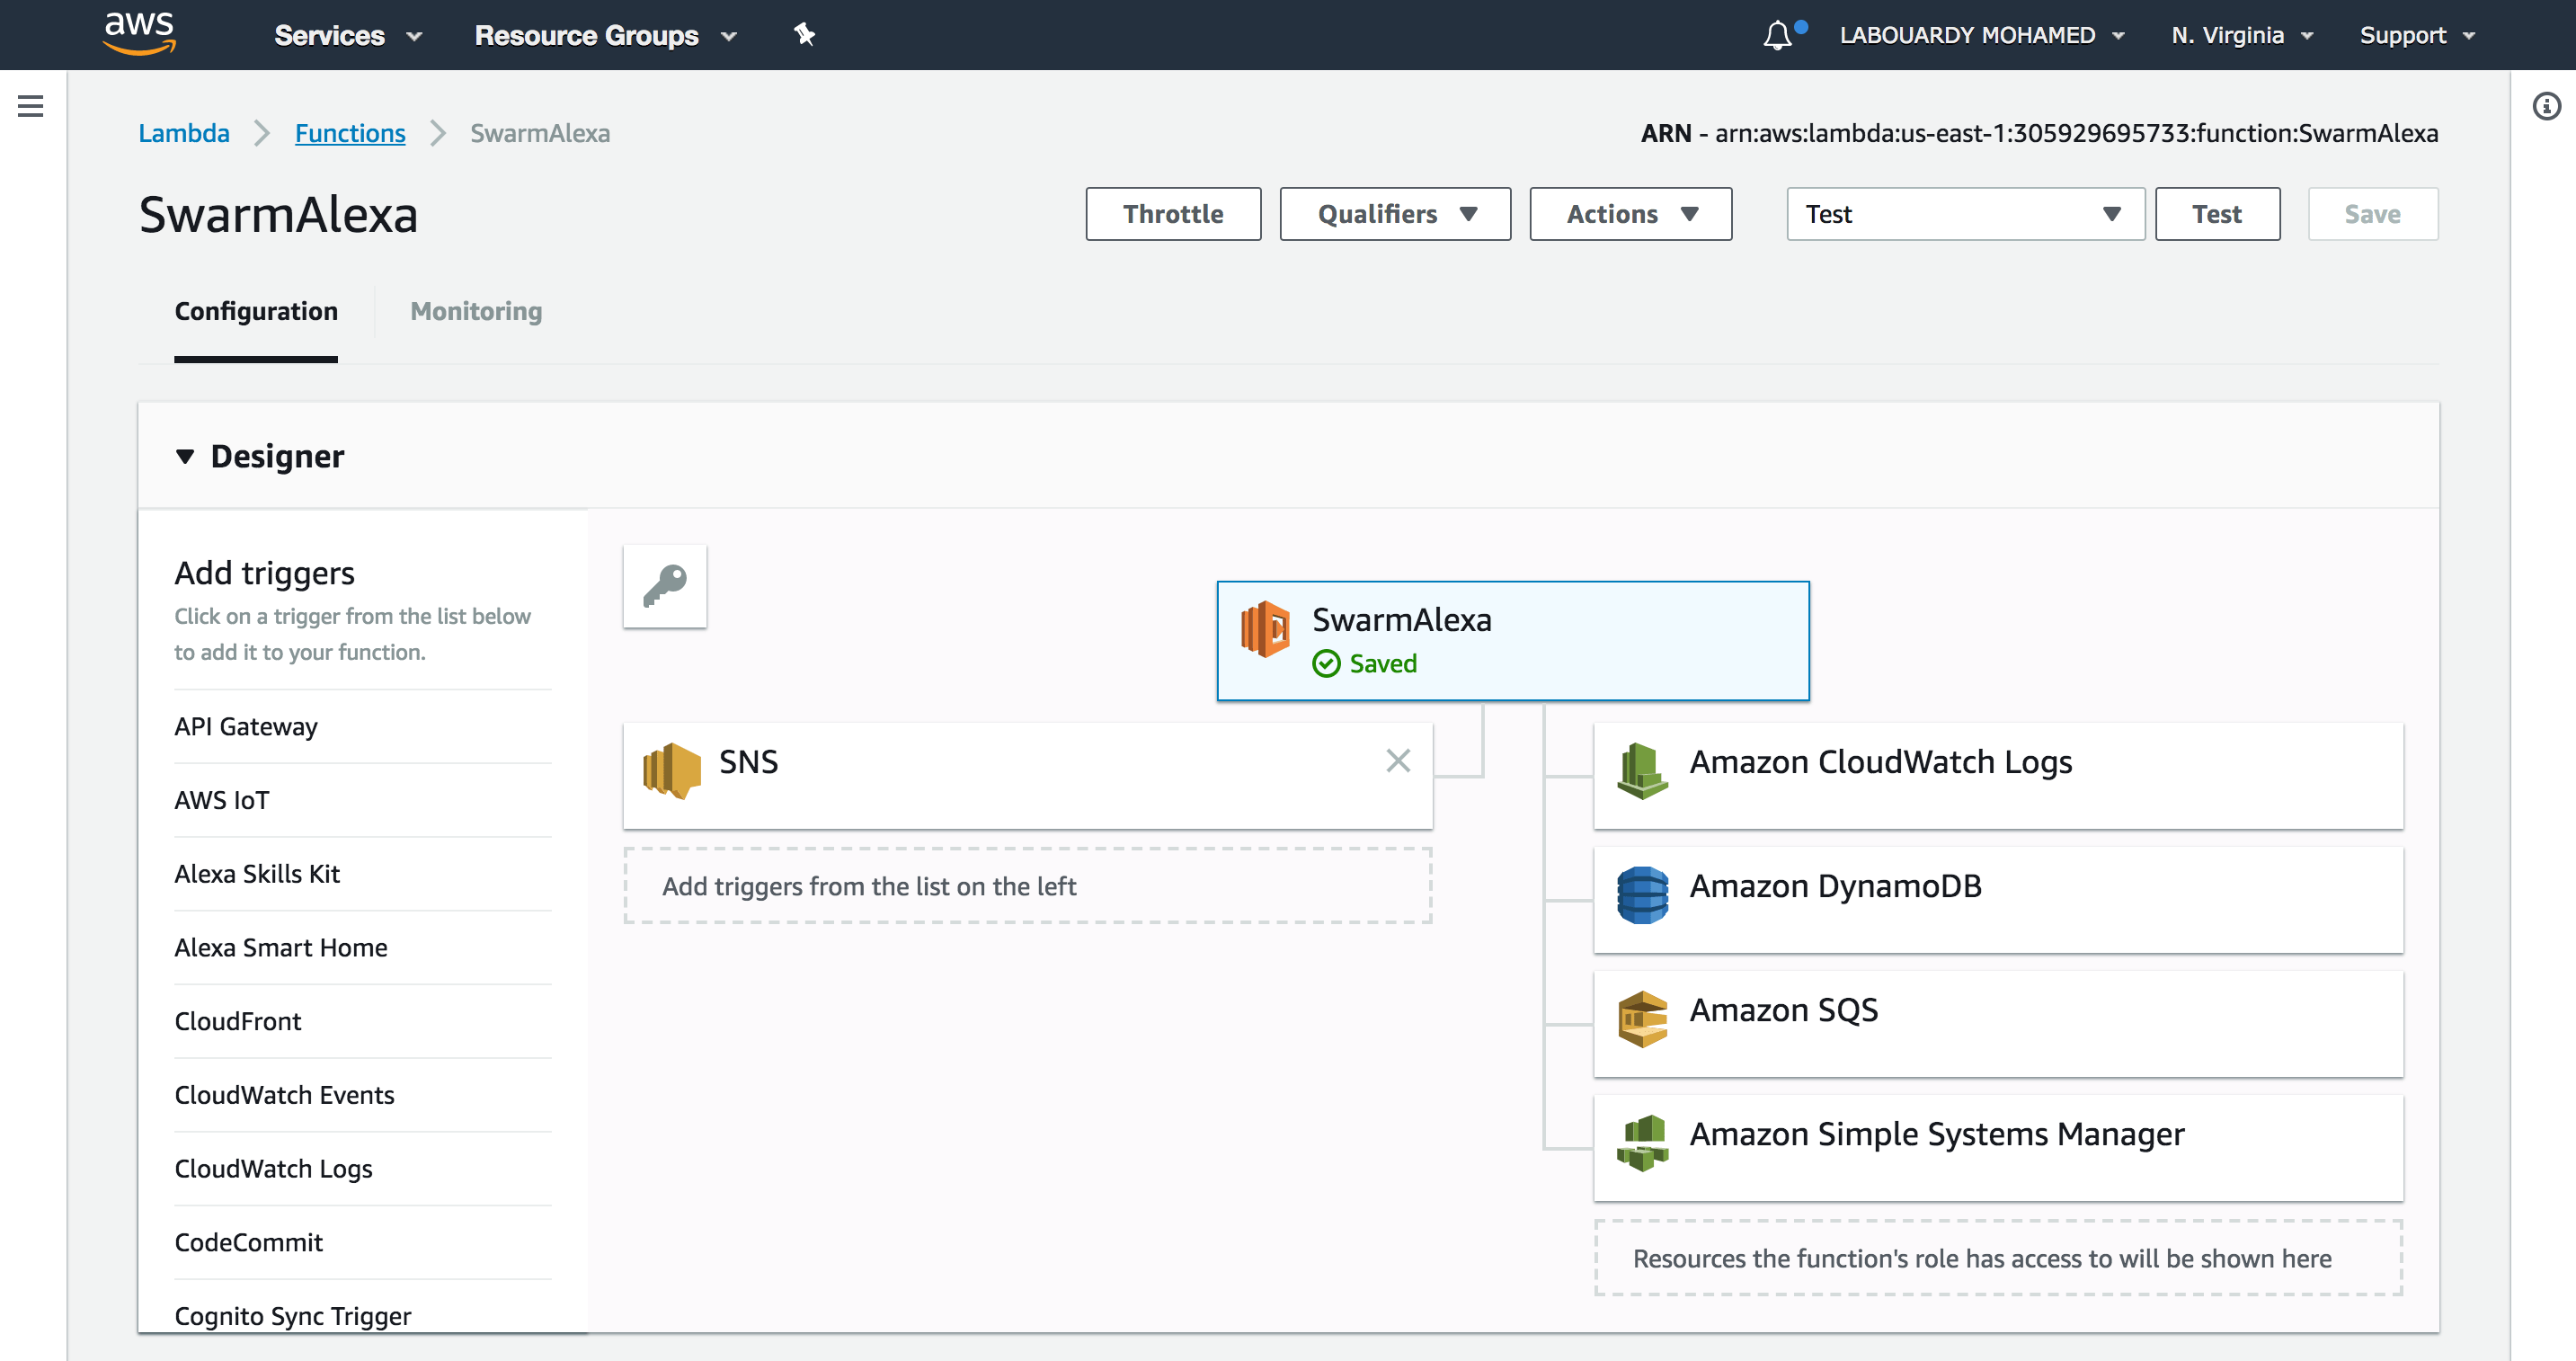 aws Services Resource Groups LABOUARDY MOHAMED N. Virginia Support
Lambda Functions SwarmAlexa ARN - arn:aws:lambda:us-east-1:305929695733:function:SwarmAlexa
SwarmAlexa Throttle Qualifiers Actions Test Test Save
Configuration Monitoring
Designer
Add triggers
Click on a trigger from the list below
to add it to your function.
API Gateway
AWS IoT
Alexa Skills Kit
Alexa Smart Home
CloudFront
CloudWatch Events
CloudWatch Logs
CodeCommit
Cognito Sync Trigger
SwarmAlexa
Saved
SNS
Add triggers from the list on the left
Amazon CloudWatch Logs
Amazon DynamoDB
Amazon SQS
Amazon Simple Systems Manager
Resources the function's role has access to will be shown here